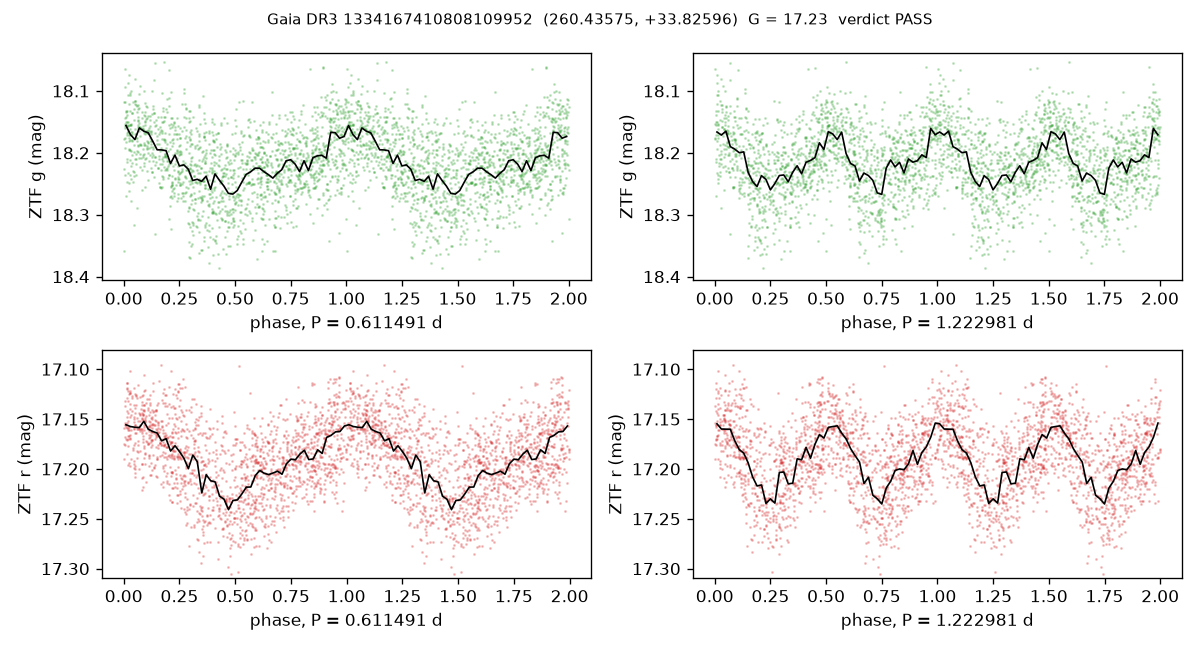 Gaia DR3 1334167410808109952 (260.43575, +33.82596) G = 17.23 verdict PASS
ZTF g (mag)
18.1
18.2
18.3
18.4
0.00 0.25 0.50 0.75 1.00 1.25 1.50 1.75 2.00
phase, P = 0.611491 d
ZTF g (mag)
18.1
18.2
18.3
18.4
0.00 0.25 0.50 0.75 1.00 1.25 1.50 1.75 2.00
phase, P = 1.222981 d
ZTF r (mag)
17.10
17.15
17.20
17.25
17.30
0.00 0.25 0.50 0.75 1.00 1.25 1.50 1.75 2.00
phase, P = 0.611491 d
ZTF r (mag)
17.10
17.15
17.20
17.25
17.30
0.00 0.25 0.50 0.75 1.00 1.25 1.50 1.75 2.00
phase, P = 1.222981 d